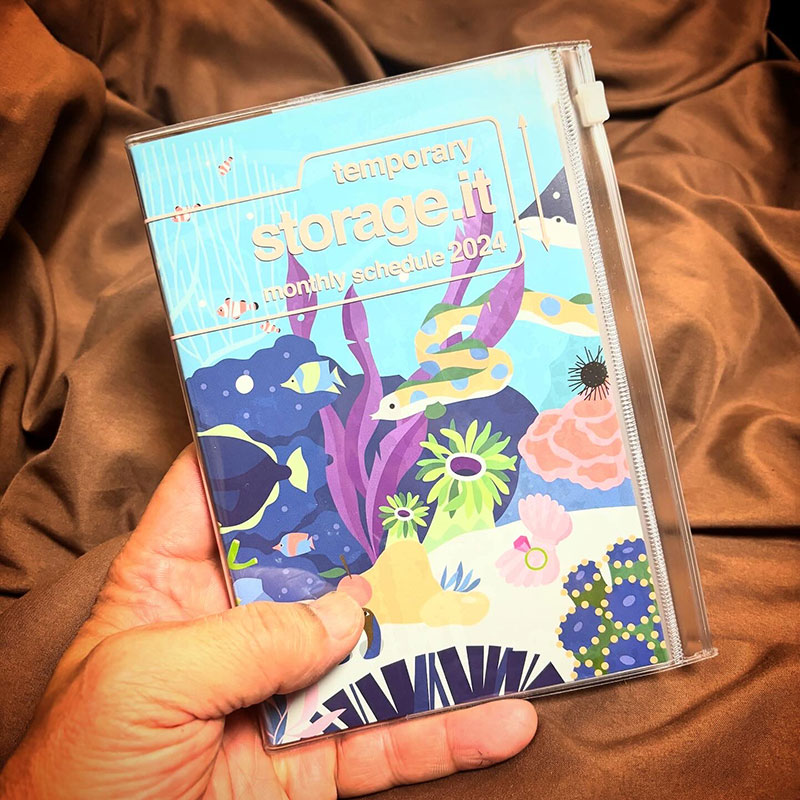 temporary
storage.it
monthly schedule 2024